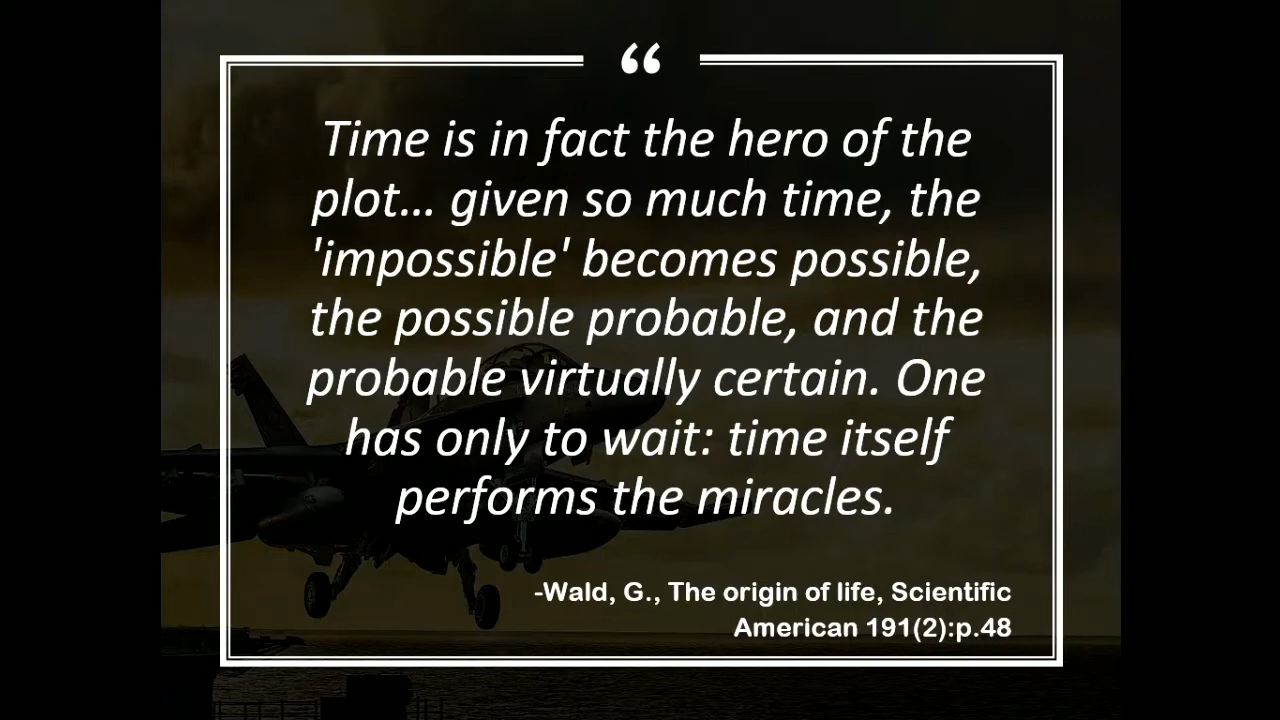 “
Time is in fact the hero of the
plot... given so much time, the
'impossible' becomes possible,
the possible probable, and the
probable virtually certain. One
has only to wait: time itself
performs the miracles.
-Wald, G., The origin of life, Scientific
American 191(2):p.48